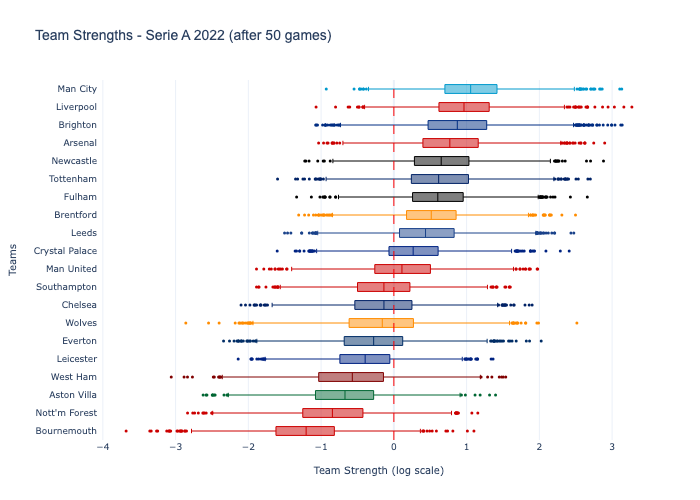 Team Strengths - Serie A 2022 (after 50 games)
Man City
Liverpool
Brighton
Arsenal
Newcastle
Tottenham
Fulham
Brentford
Leeds
Crystal Palace
Man United
Southampton
Chelsea
Wolves
Everton
Leicester
West Ham
Aston Villa
Nott'm Forest
Bournemouth
Teams
−4 −3 −2 −1 0 1 2 3
Team Strength (log scale)